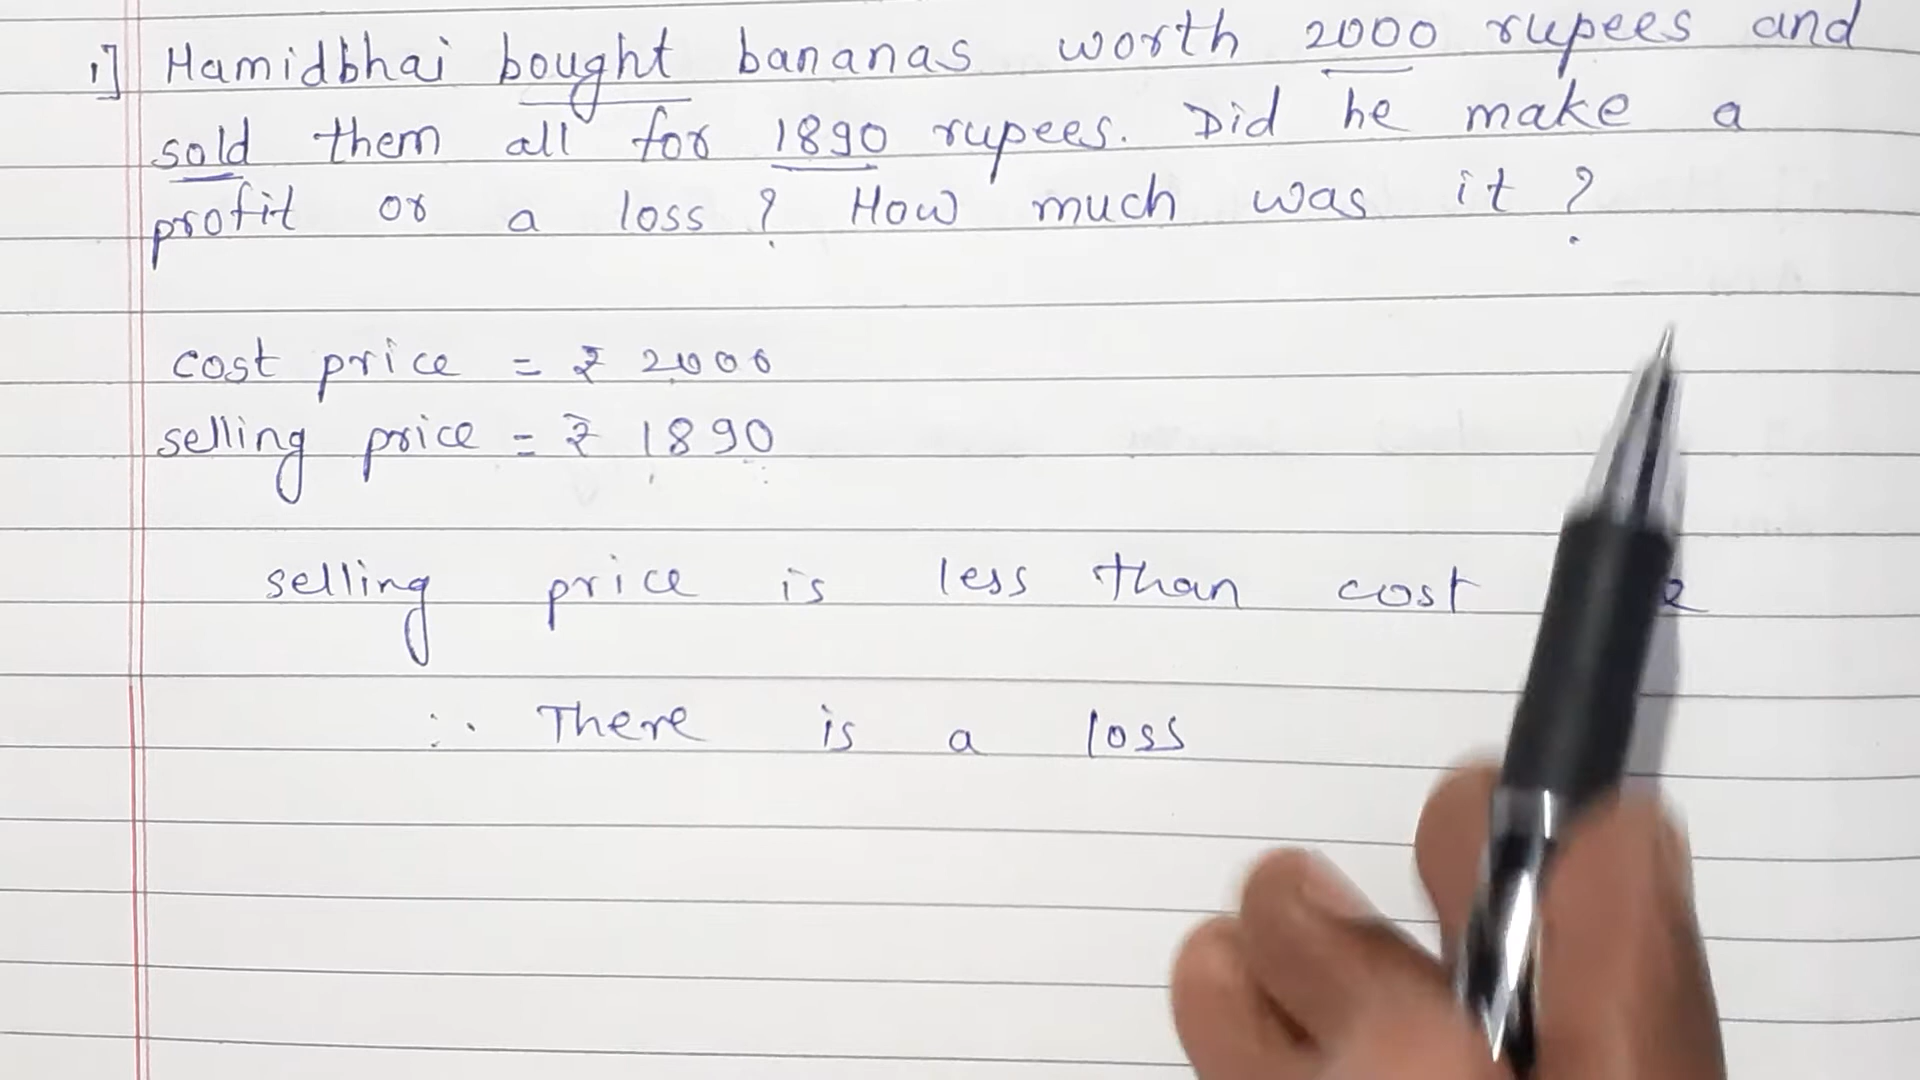 1] Hamidbhai bought bananas worth 2000 rupees and
sold them all for 1890 rupees. Did he make a
profit or a loss? How much was it?
cost price = ₹ 2000
selling price = ₹ 1890
selling price is less than cost
∴ There is a loss